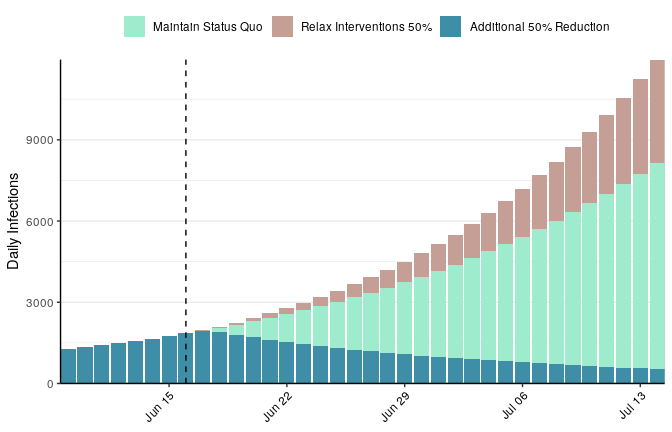 Maintain Status Quo Relax Interventions 50% Additional 50% Reduction
Daily Infections
9000
6000
3000
0
Jun 15 Jun 22 Jun 29 Jul 06 Jul 13